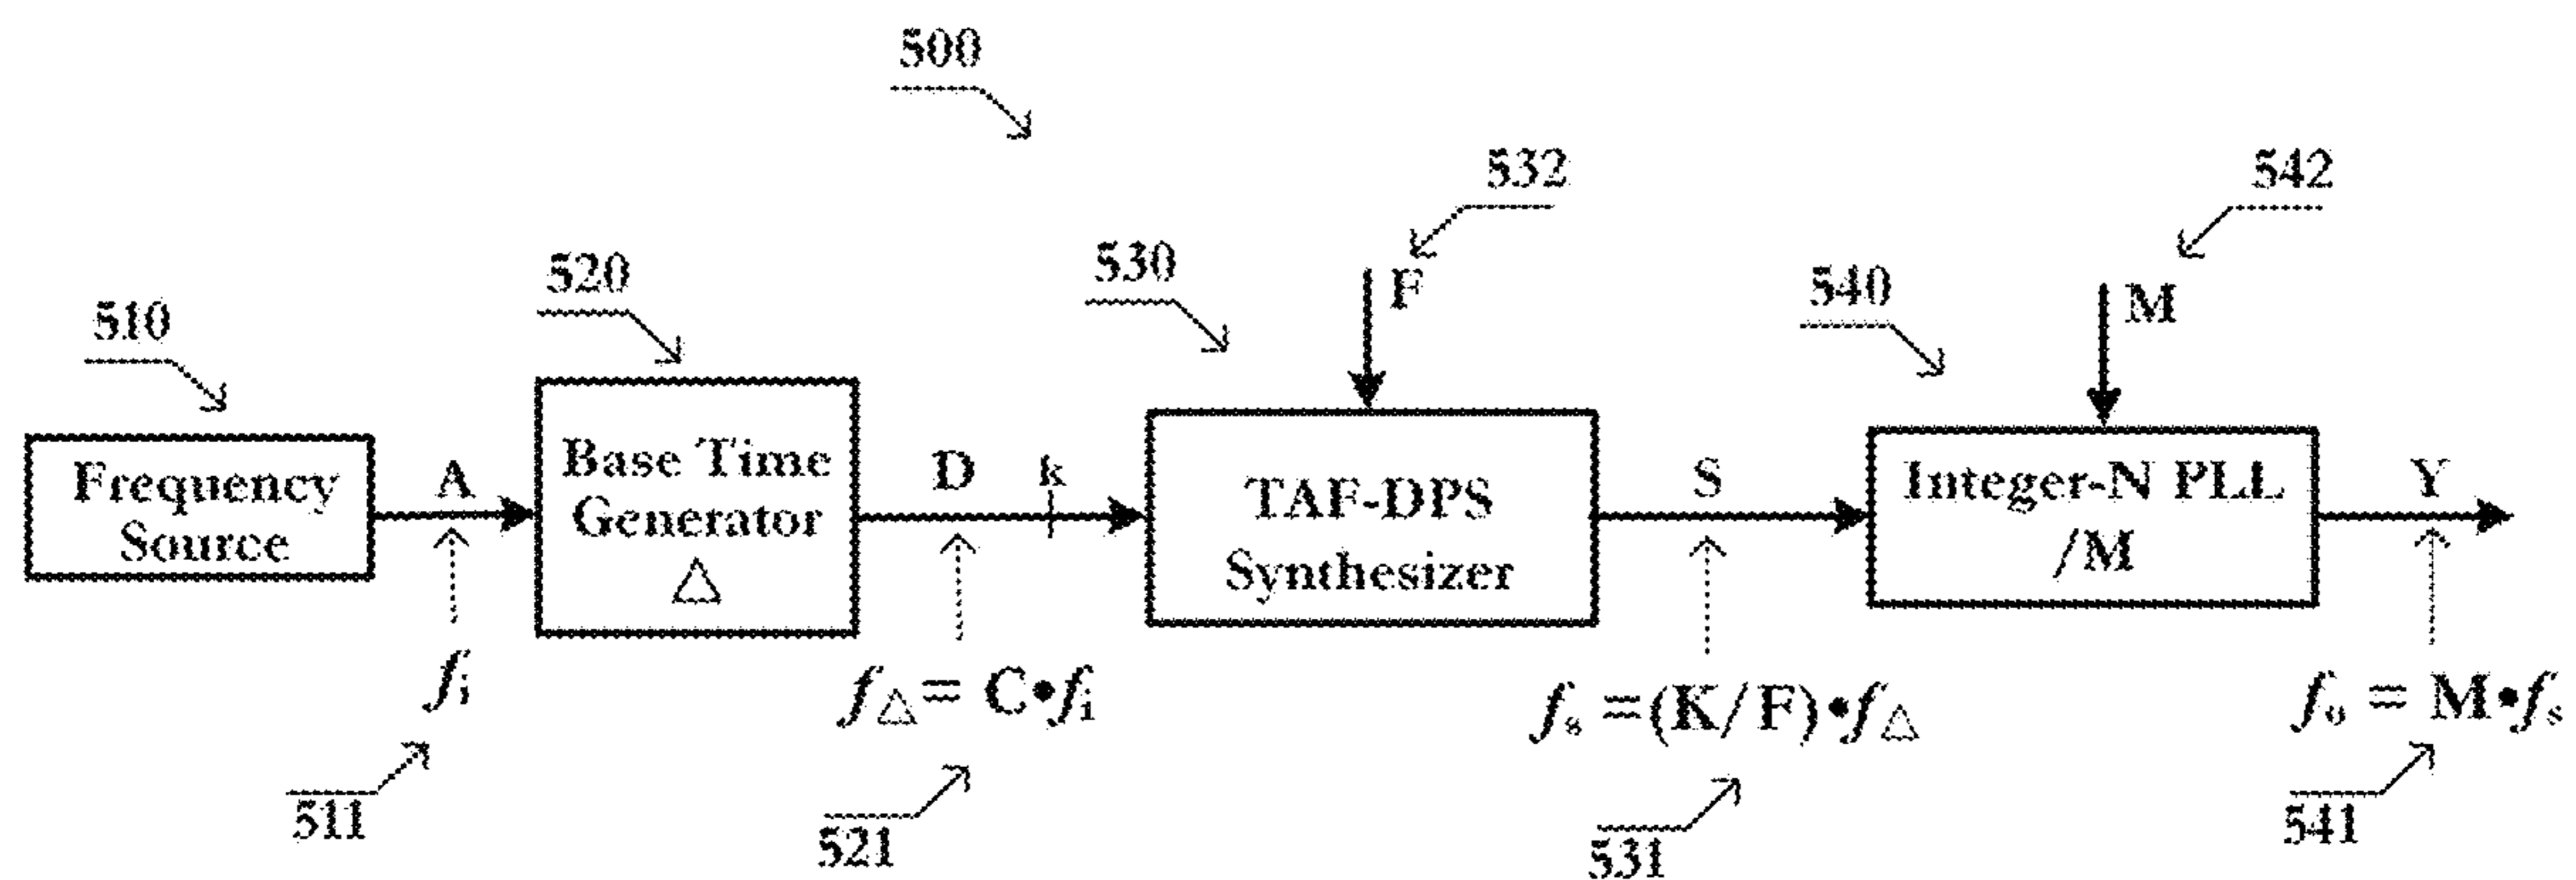 500
532
542
510
520
530
540
F
M
Frequency
Source
A
Base Time
Generator
△
D
k
TAF-DPS
Synthesizer
S
Integer-N PLL
/M
Y
fi
f△ = C•fi
fs =(K/F)•f△
fo = M•fs
511
521
531
541